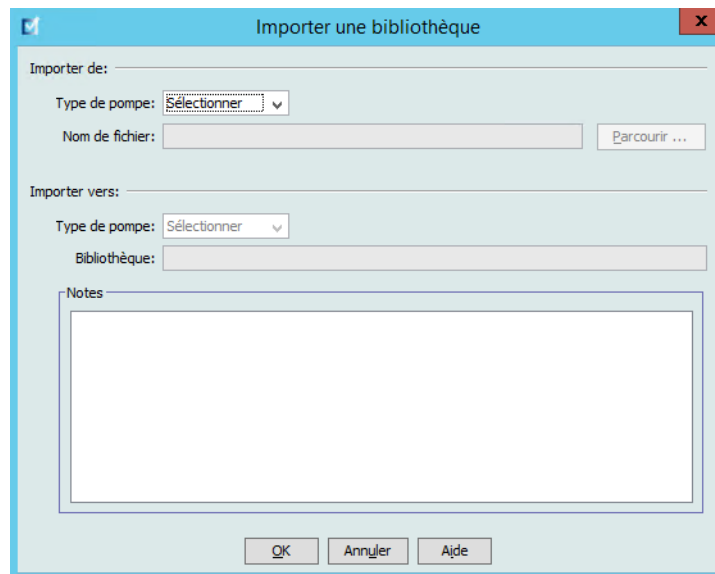 Importer une bibliothèque
x
Importer de:
Type de pompe: Sélectionner
Nom de fichier: Parcourir ...
Importer vers:
Type de pompe: Sélectionner
Bibliothèque:
Notes
OK Annuler Aide